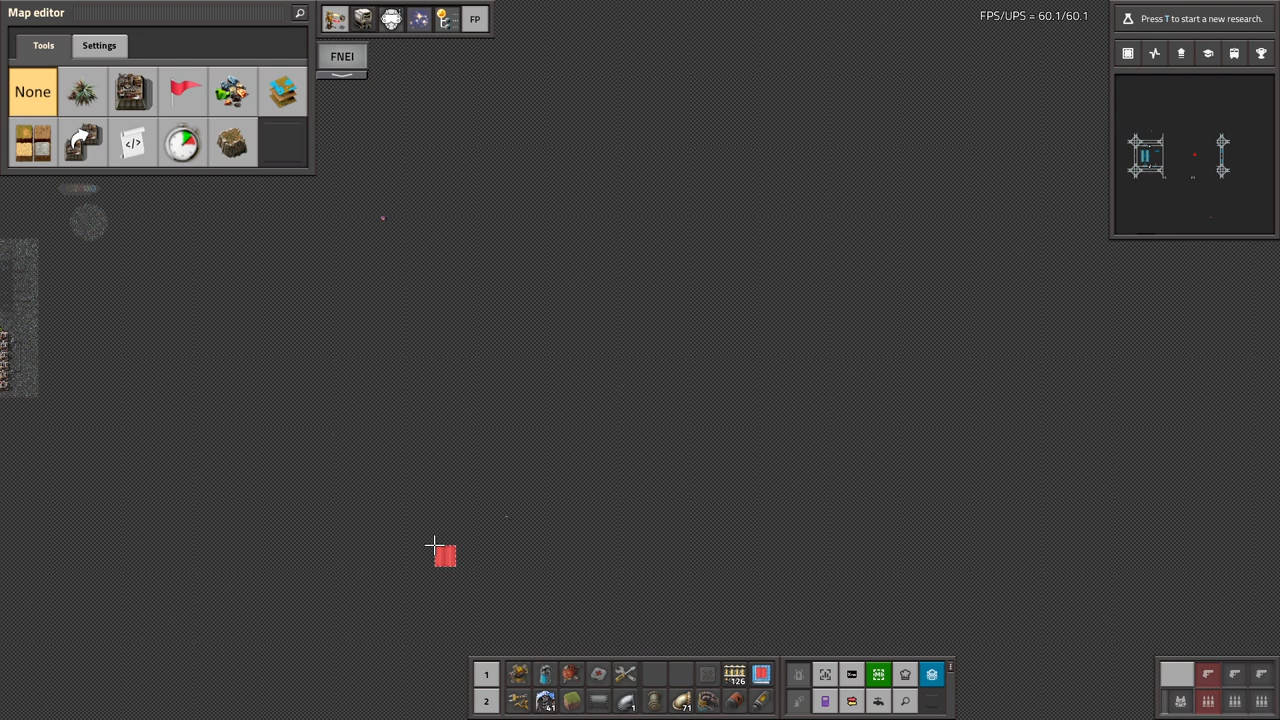 Map editor
FP
FPS/UPS = 60.1/60.1
Press T to start a new research.
Tools
Settings
FNEI
None
</>
1
126
2
41
1
71